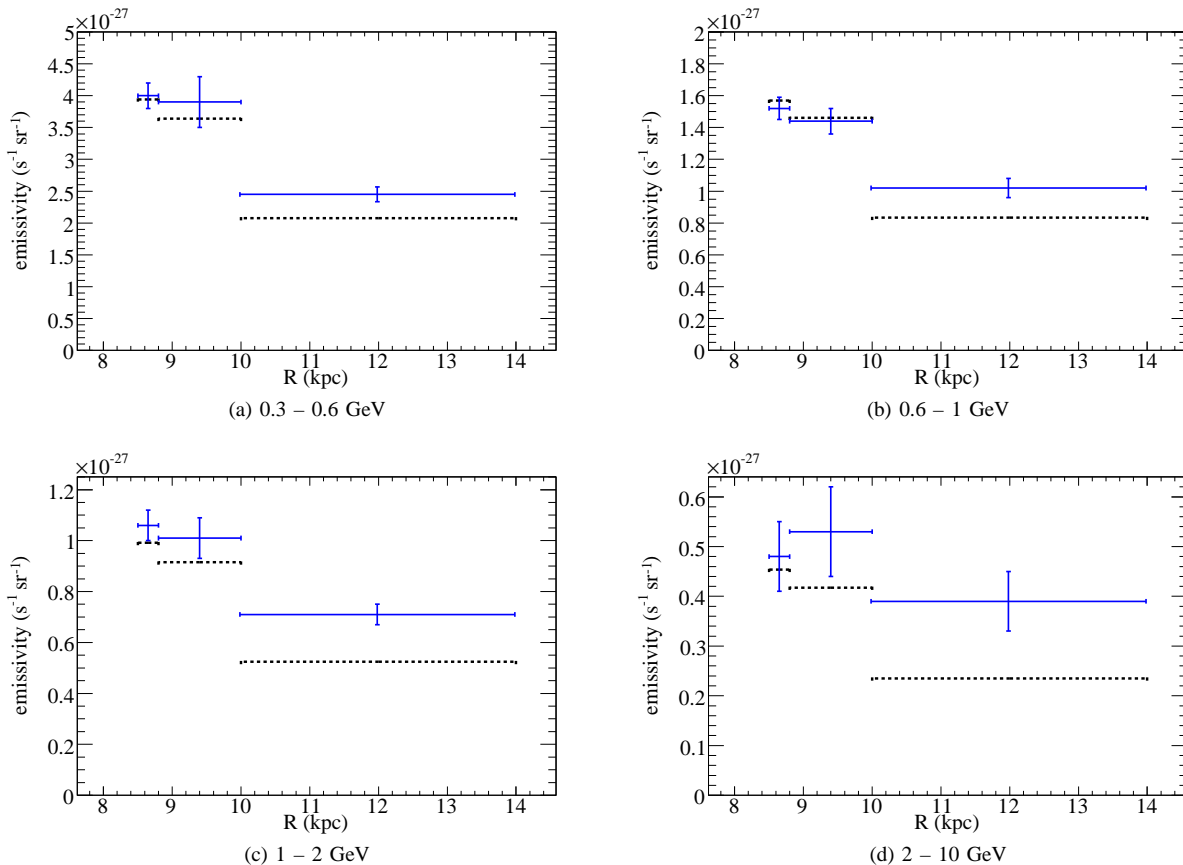 ×10^-27
5
4.5
4
3.5
3
2.5
2
1.5
1
0.5
0
emissivity (s^-1 sr^-1)
8 9 10 11 12 13 14
R (kpc)
(a) 0.3 – 0.6 GeV
×10^-27
2
1.8
1.6
1.4
1.2
1
0.8
0.6
0.4
0.2
0
emissivity (s^-1 sr^-1)
8 9 10 11 12 13 14
R (kpc)
(b) 0.6 – 1 GeV
×10^-27
1.2
1
0.8
0.6
0.4
0.2
0
emissivity (s^-1 sr^-1)
8 9 10 11 12 13 14
R (kpc)
(c) 1 – 2 GeV
×10^-27
0.6
0.5
0.4
0.3
0.2
0.1
0
emissivity (s^-1 sr^-1)
8 9 10 11 12 13 14
R (kpc)
(d) 2 – 10 GeV